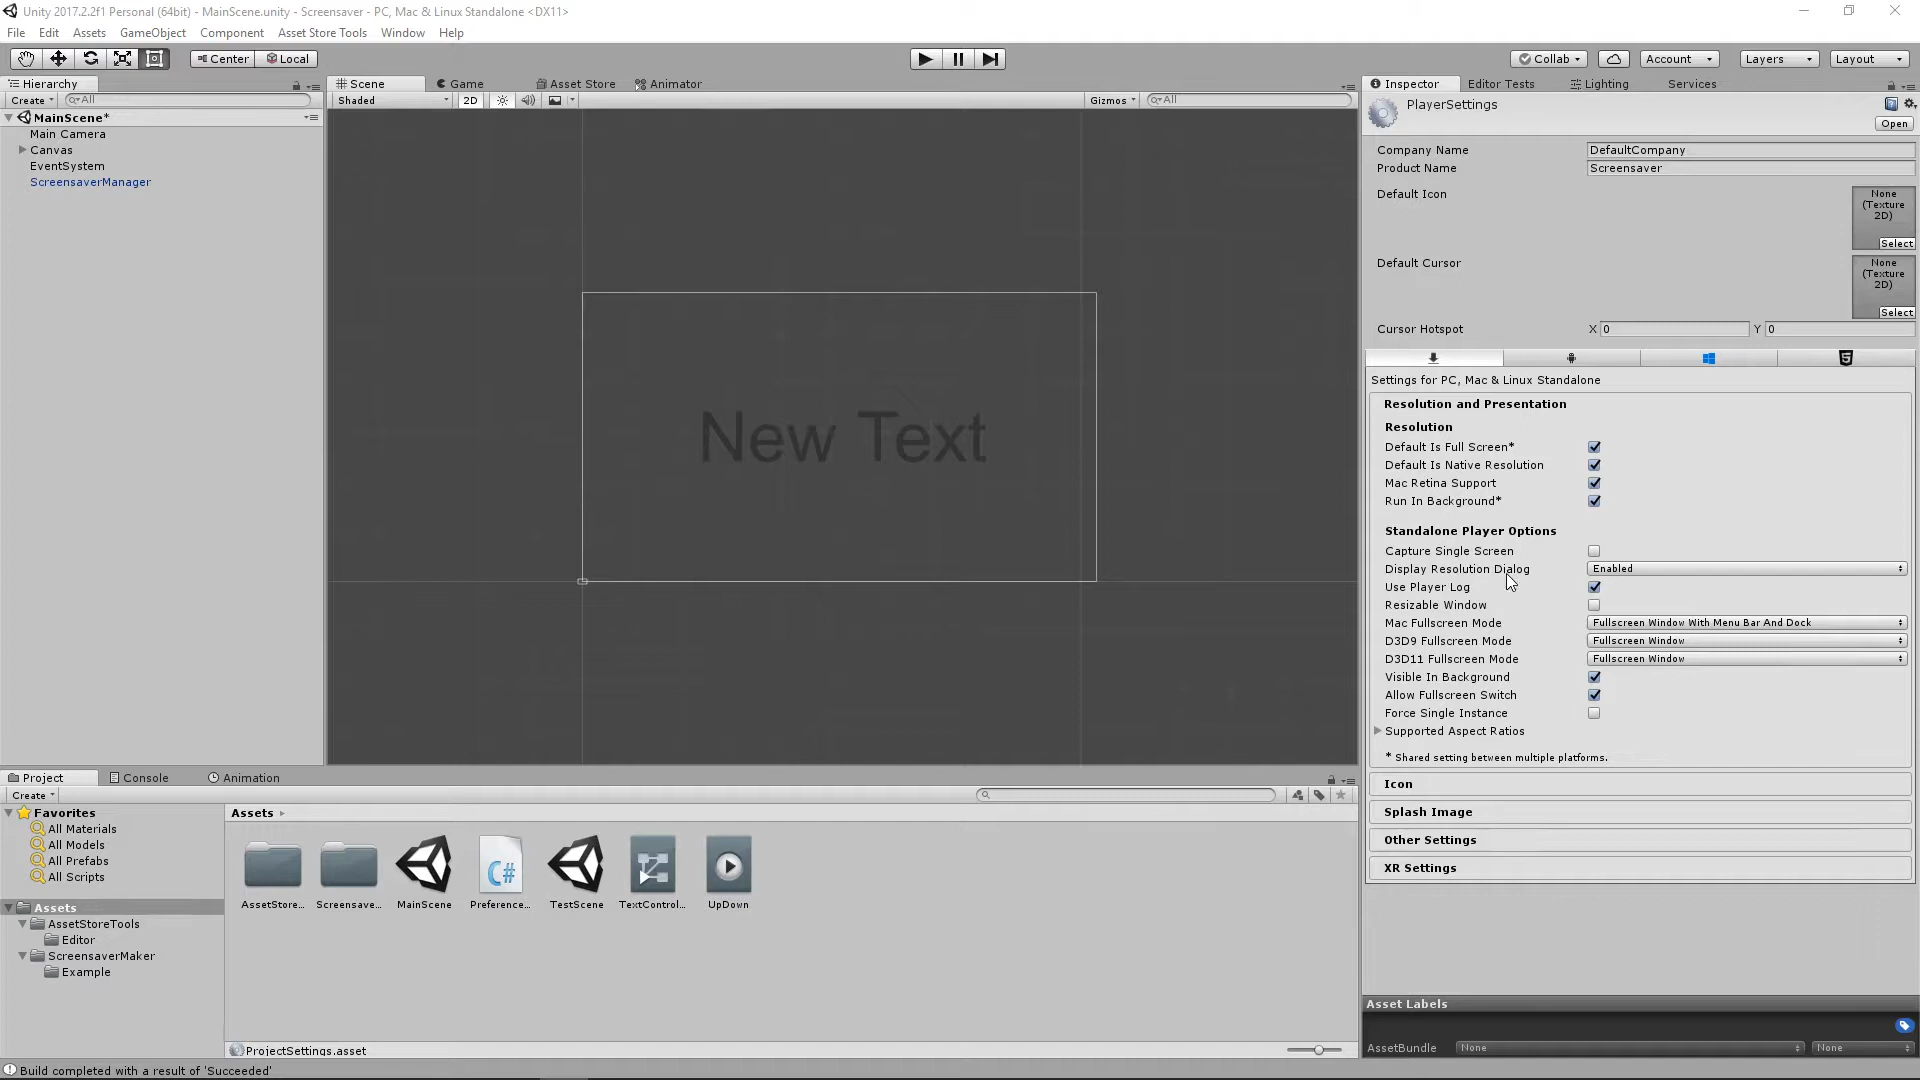 Unity 2017.2.2f1 Personal (64bit) - MainScene.unity - Screensaver - PC, Mac & Linux Standalone <DX11>
File Edit Assets GameObject Component Asset Store Tools Window Help
Center Local
Collab Account Layers Layout
Hierarchy
Create All
MainScene*
Main Camera
Canvas
EventSystem
ScreensaverManager
Scene Game Asset Store Animator
Shaded 2D Gizmos All
New Text
Inspector Editor Tests Lighting Services
PlayerSettings
Open
Company Name DefaultCompany
Product Name Screensaver
Default Icon
None
(Texture
2D)
Select
Default Cursor
None
(Texture
2D)
Select
Cursor Hotspot X 0 Y 0
Settings for PC, Mac & Linux Standalone
Resolution and Presentation
Resolution
Default Is Full Screen*
Default Is Native Resolution
Mac Retina Support
Run In Background*
Standalone Player Options
Capture Single Screen
Display Resolution Dialog Enabled
Use Player Log
Resizable Window
Mac Fullscreen Mode Fullscreen Window With Menu Bar And Dock
D3D9 Fullscreen Mode Fullscreen Window
D3D11 Fullscreen Mode Fullscreen Window
Visible In Background
Allow Fullscreen Switch
Force Single Instance
Supported Aspect Ratios
* Shared setting between multiple platforms.
Icon
Splash Image
Other Settings
XR Settings
Asset Labels
AssetBundle None None
Project Console Animation
Create
Favorites
All Materials
All Models
All Prefabs
All Scripts
Assets
AssetStoreTools
Editor
ScreensaverMaker
Example
Assets
AssetStore... Screensave... MainScene Preference... TestScene TextControl... UpDown
C#
ProjectSettings.asset
Build completed with a result of 'Succeeded'